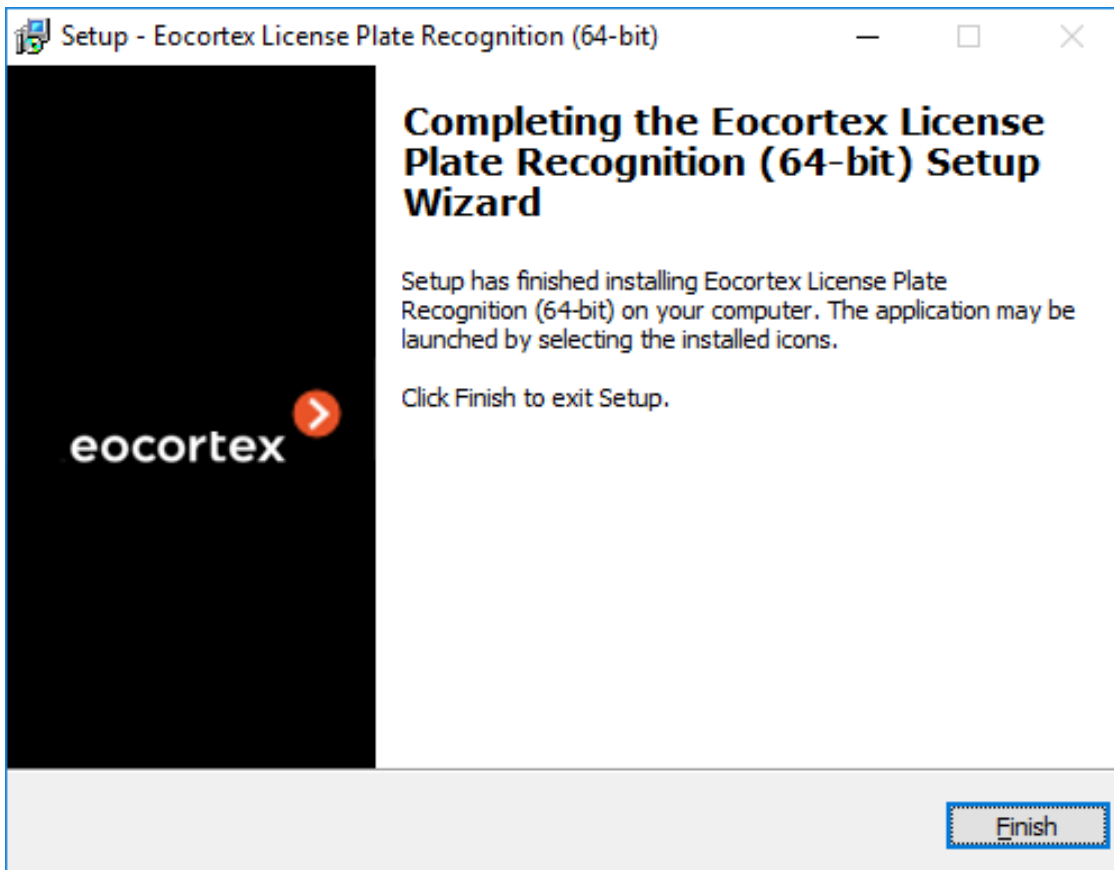 Setup - Eocortex License Plate Recognition (64-bit)
Completing the Eocortex License
Plate Recognition (64-bit) Setup
Wizard
Setup has finished installing Eocortex License Plate
Recognition (64-bit) on your computer. The application may be
launched by selecting the installed icons.
Click Finish to exit Setup.
eocortex
Finish